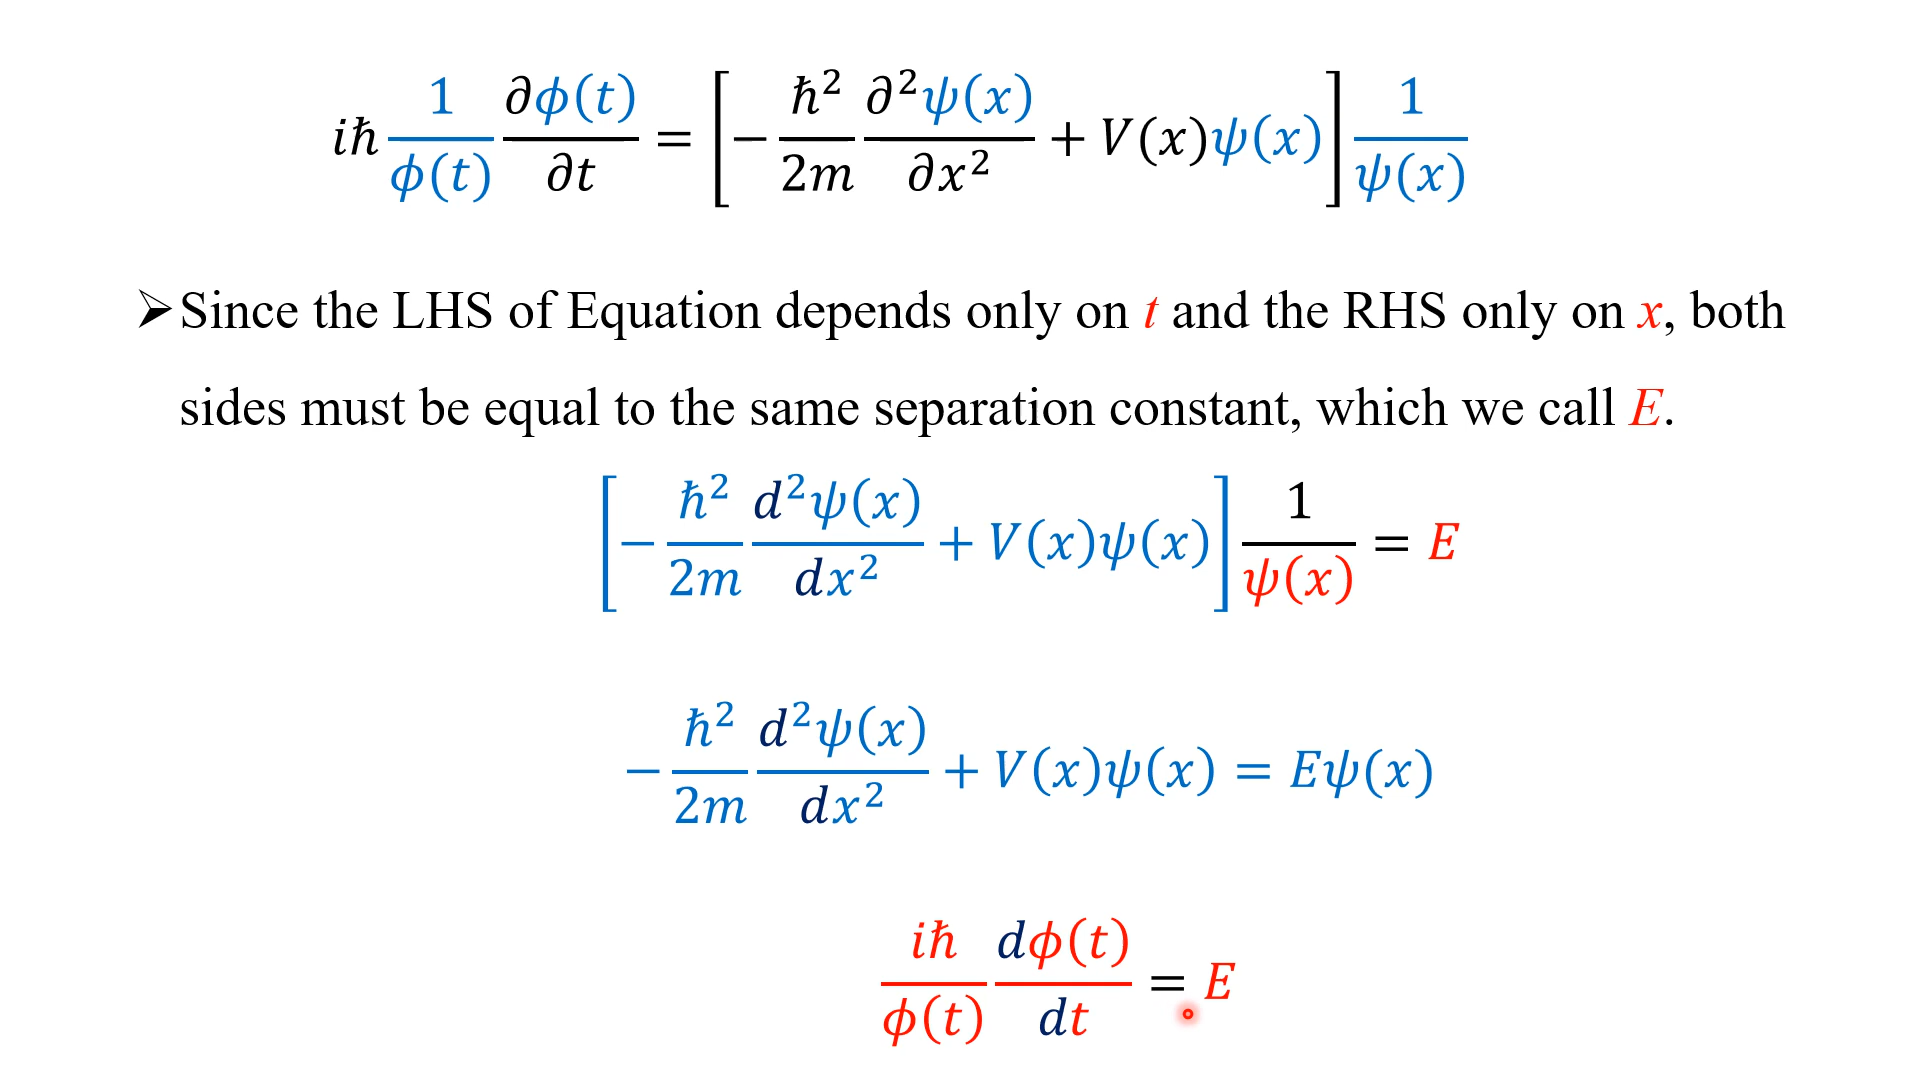 iℏ 1/ϕ(t) ∂ϕ(t)/∂t = [−ℏ²/2m ∂²ψ(x)/∂x² + V(x)ψ(x)] 1/ψ(x)
➢Since the LHS of Equation depends only on t and the RHS only on x, both
sides must be equal to the same separation constant, which we call E.
[−ℏ²/2m d²ψ(x)/dx² + V(x)ψ(x)] 1/ψ(x) = E
−ℏ²/2m d²ψ(x)/dx² + V(x)ψ(x) = Eψ(x)
iℏ/ϕ(t) dϕ(t)/dt = E